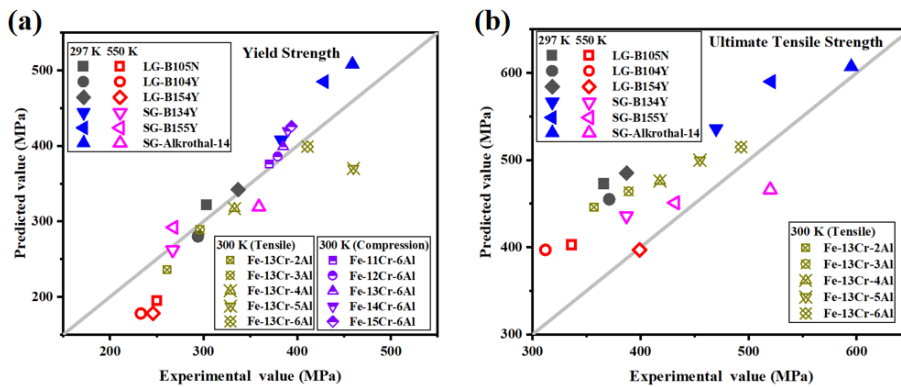 (a)
Yield Strength
297 K 550 K
LG-B105N
LG-B104Y
LG-B154Y
SG-B134Y
SG-B155Y
SG-Alkrothal-14
300 K (Tensile)
Fe-13Cr-2Al
Fe-13Cr-3Al
Fe-13Cr-4Al
Fe-13Cr-5Al
Fe-13Cr-6Al
300 K (Compression)
Fe-11Cr-6Al
Fe-12Cr-6Al
Fe-13Cr-6Al
Fe-14Cr-6Al
Fe-15Cr-6Al
Predicted value (MPa)
500
400
300
200
200
300
400
500
Experimental value (MPa)
(b)
Ultimate Tensile Strength
297 K 550 K
LG-B105N
LG-B104Y
LG-B154Y
SG-B134Y
SG-B155Y
SG-Alkrothal-14
300 K (Tensile)
Fe-13Cr-2Al
Fe-13Cr-3Al
Fe-13Cr-4Al
Fe-13Cr-5Al
Fe-13Cr-6Al
Predicted value (MPa)
600
500
400
300
300
400
500
600
Experimental value (MPa)